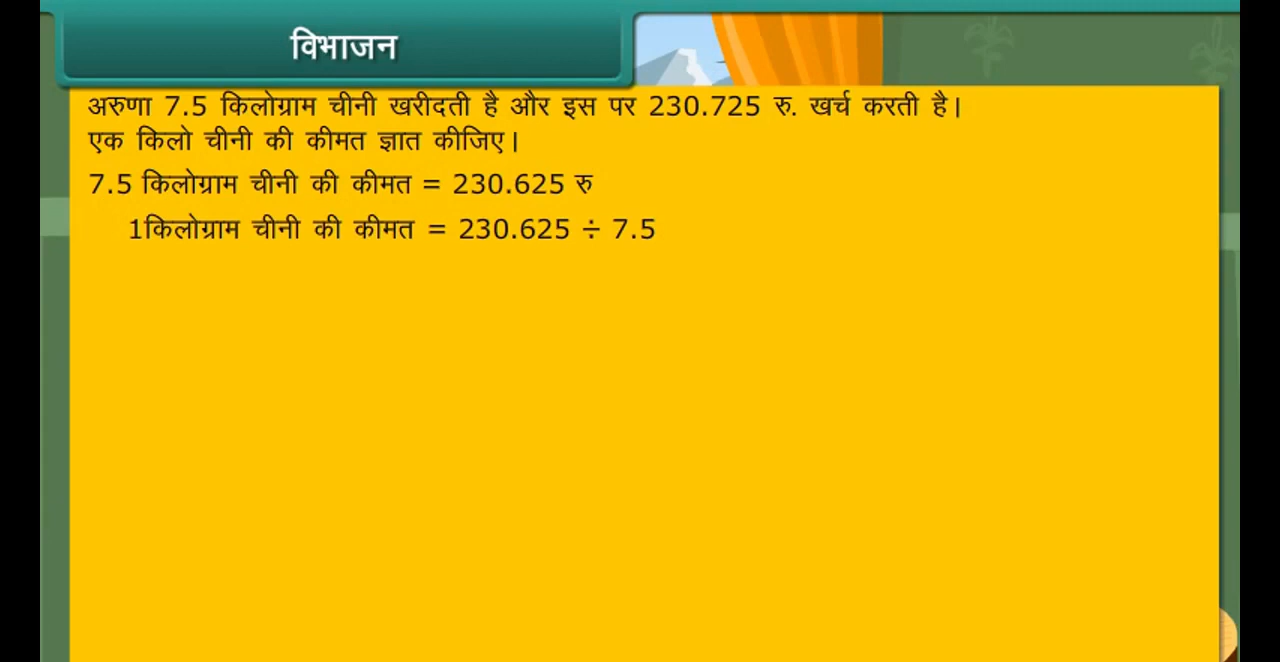 विभाजन
अरुणा 7.5 किलोग्राम चीनी खरीदती है और इस पर 230.725 रु. खर्च करती है।
एक किलो चीनी की कीमत ज्ञात कीजिए।
7.5 किलोग्राम चीनी की कीमत = 230.625 रु
1किलोग्राम चीनी की कीमत = 230.625 ÷ 7.5